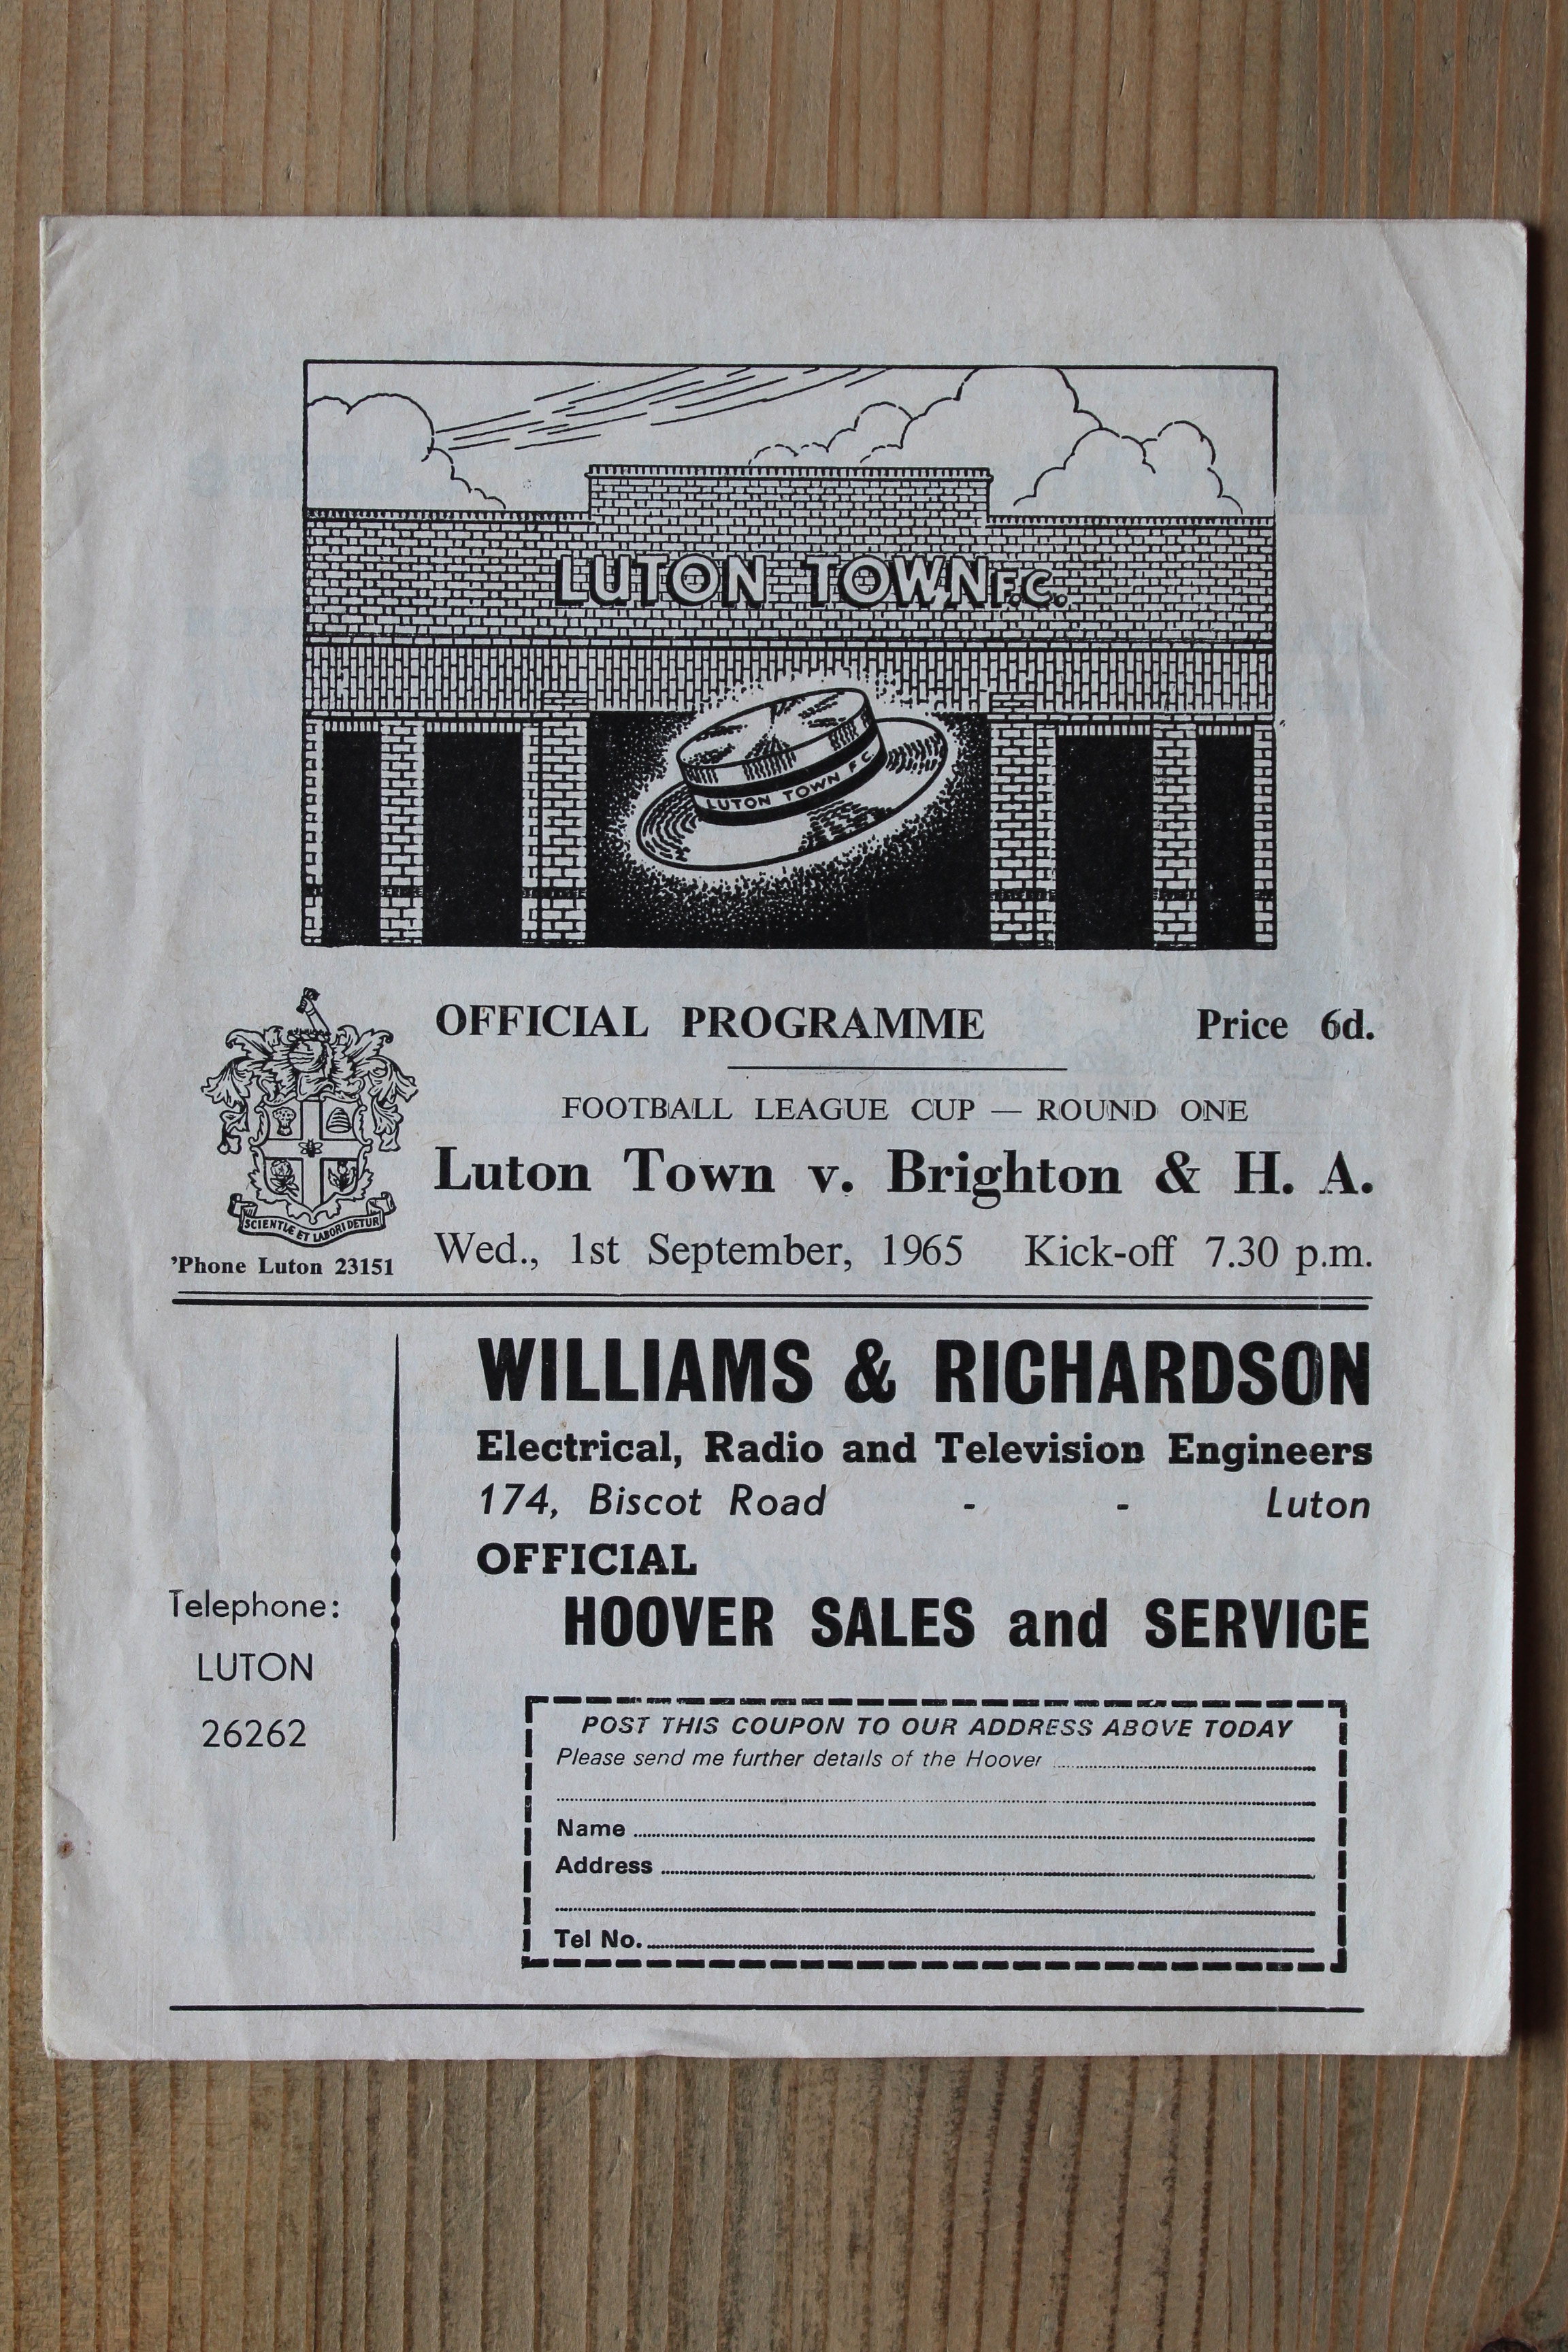 LUTON TOWN F.C.
LUTON TOWN FC.
OFFICIAL PROGRAMME Price 6d.
FOOTBALL LEAGUE CUP — ROUND ONE
Luton Town v. Brighton & H. A.
SCIENTIÆ ET LABORI DETUR
'Phone Luton 23151
Wed., 1st September, 1965 Kick-off 7.30 p.m.
WILLIAMS & RICHARDSON
Electrical, Radio and Television Engineers
174, Biscot Road - - Luton
OFFICIAL
HOOVER SALES and SERVICE
Telephone:
LUTON
26262
POST THIS COUPON TO OUR ADDRESS ABOVE TODAY
Please send me further details of the Hoover
Name
Address
Tel No.